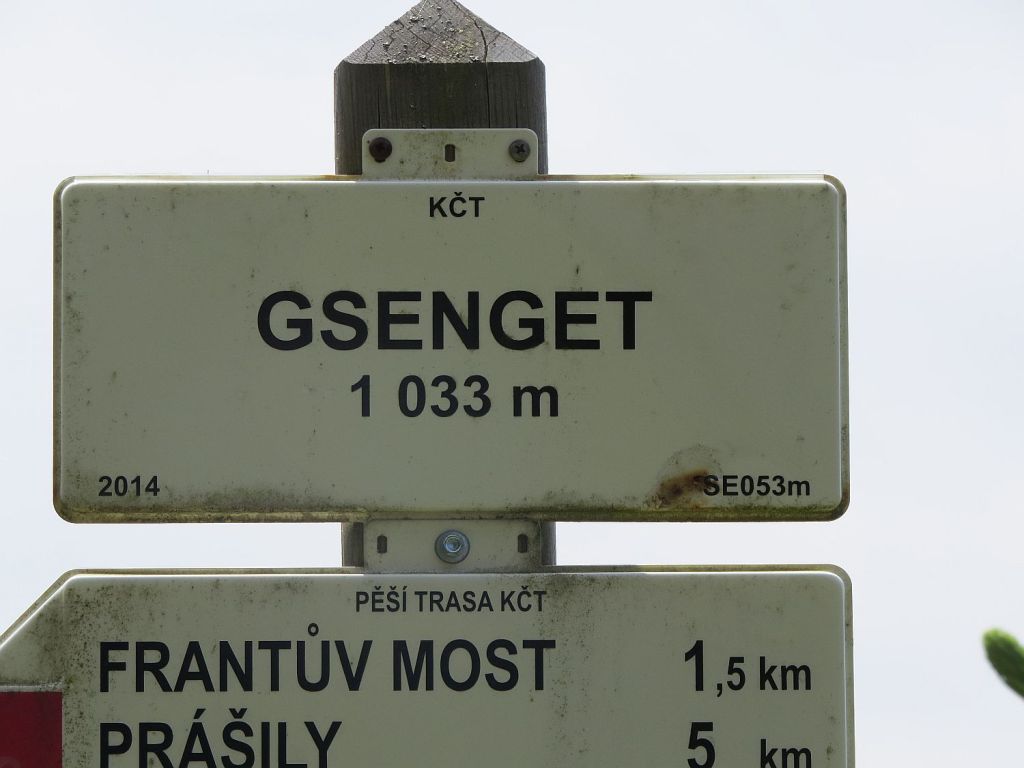 KČT
GSENGET
1 033 m
2014 SE053m
PĚŠÍ TRASA KČT
FRANTŮV MOST 1,5 km
PRÁŠILY 5 km